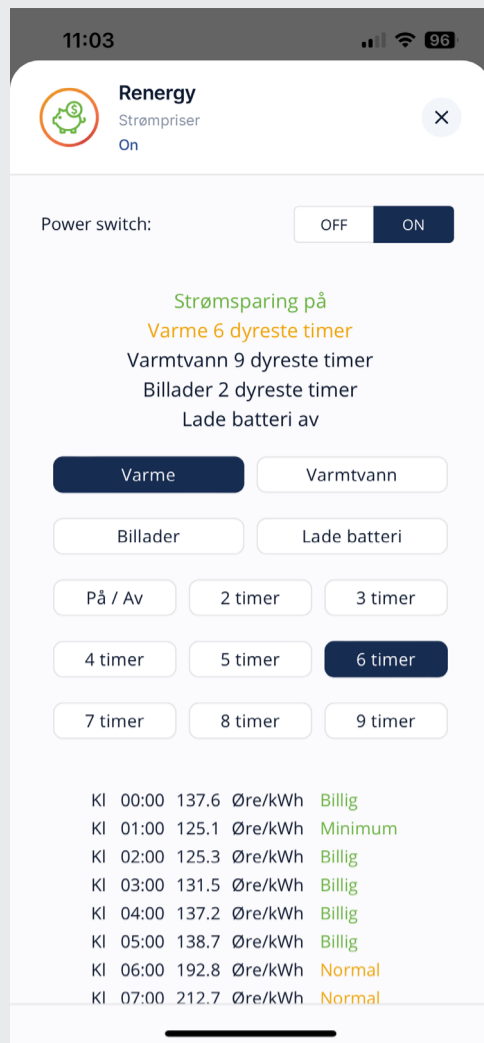 11:03
96
Renergy
Strømpriser
On
Power switch:
OFF
ON
Strømsparing på
Varme 6 dyreste timer
Varmtvann 9 dyreste timer
Billader 2 dyreste timer
Lade batteri av
Varme
Varmtvann
Billader
Lade batteri
På / Av
2 timer
3 timer
4 timer
5 timer
6 timer
7 timer
8 timer
9 timer
Kl 00:00 137.6 Øre/kWh Billig
Kl 01:00 125.1 Øre/kWh Minimum
Kl 02:00 125.3 Øre/kWh Billig
Kl 03:00 131.5 Øre/kWh Billig
Kl 04:00 137.2 Øre/kWh Billig
Kl 05:00 138.7 Øre/kWh Billig
Kl 06:00 192.8 Øre/kWh Normal
Kl 07:00 212.7 Øre/kWh Normal